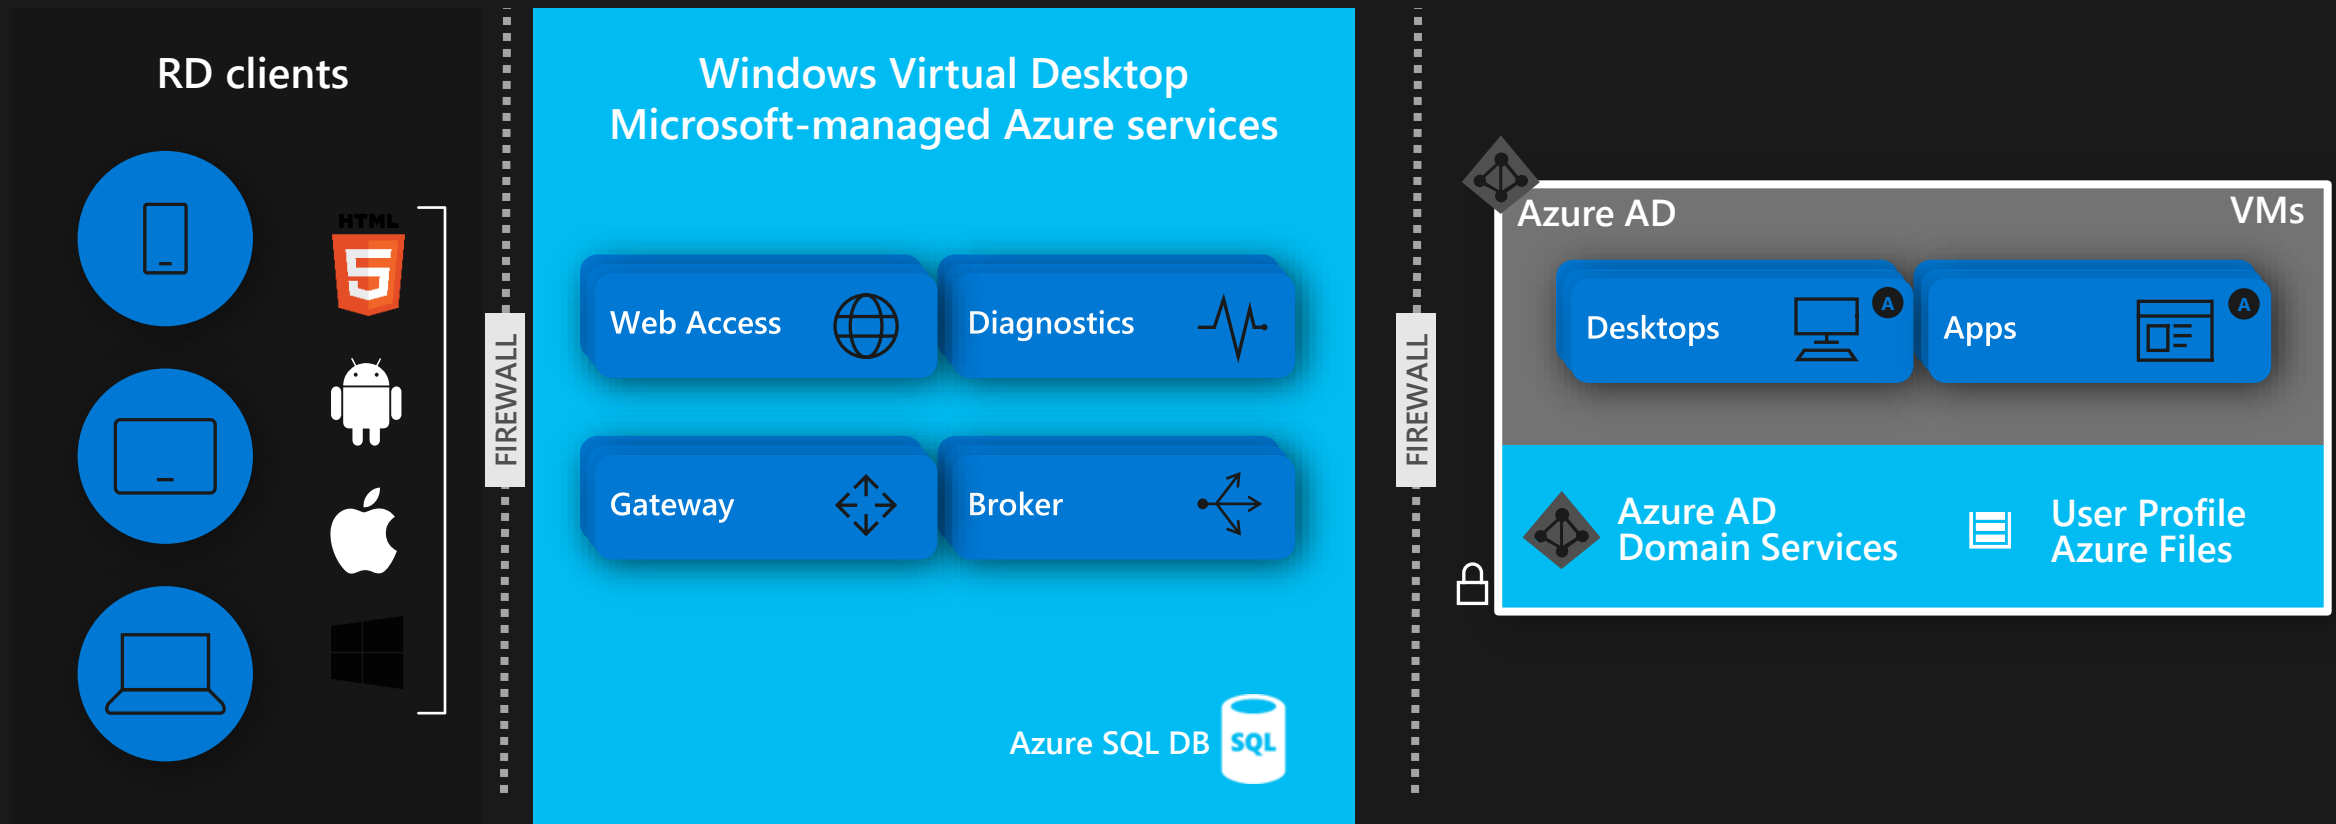 RD clients
HTML
5
FIREWALL
Windows Virtual Desktop
Microsoft-managed Azure services
Web Access
Diagnostics
Gateway
Broker
Azure SQL DB
SQL
FIREWALL
Azure AD
VMs
Desktops
A
Apps
A
Azure AD
Domain Services
User Profile
Azure Files